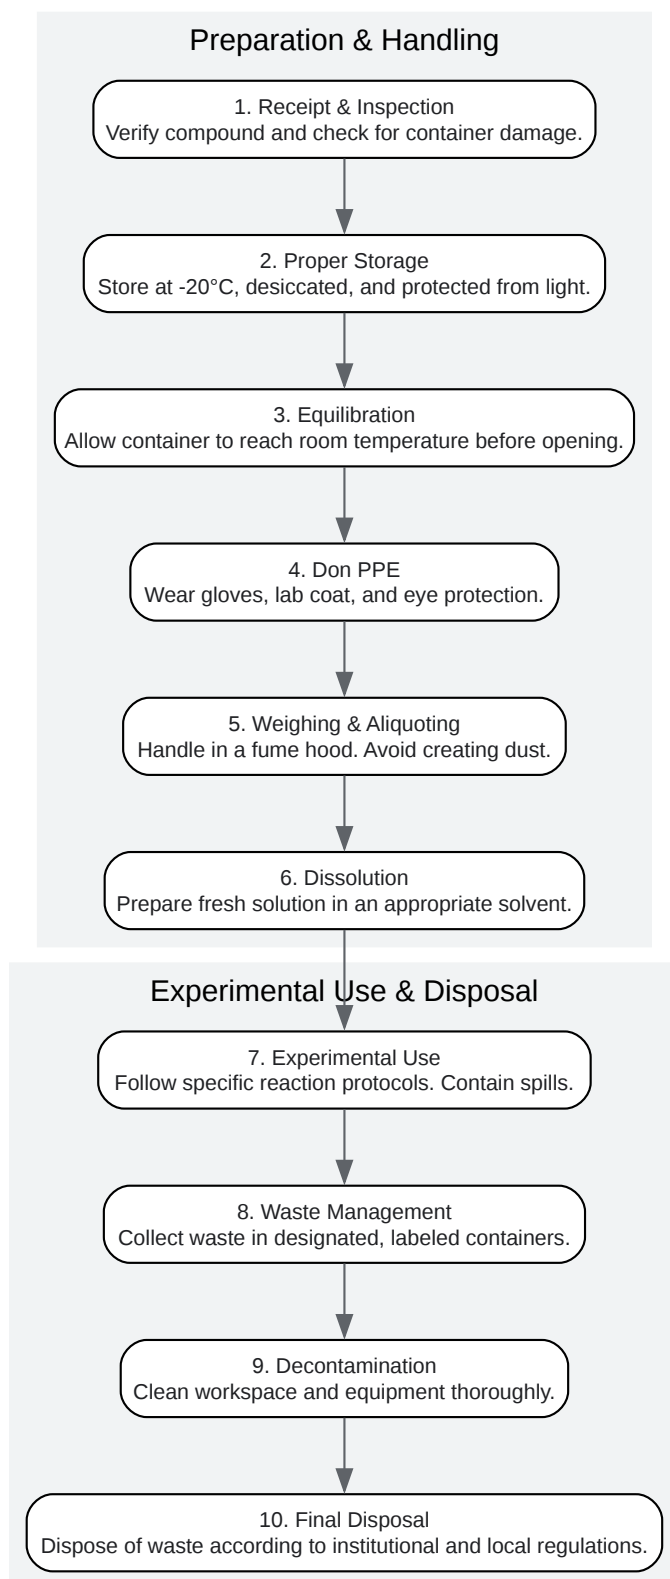 Preparation & Handling
1. Receipt & Inspection
Verify compound and check for container damage.
2. Proper Storage
Store at -20°C, desiccated, and protected from light.
3. Equilibration
Allow container to reach room temperature before opening.
4. Don PPE
Wear gloves, lab coat, and eye protection.
5. Weighing & Aliquoting
Handle in a fume hood. Avoid creating dust.
6. Dissolution
Prepare fresh solution in an appropriate solvent.
Experimental Use & Disposal
7. Experimental Use
Follow specific reaction protocols. Contain spills.
8. Waste Management
Collect waste in designated, labeled containers.
9. Decontamination
Clean workspace and equipment thoroughly.
10. Final Disposal
Dispose of waste according to institutional and local regulations.